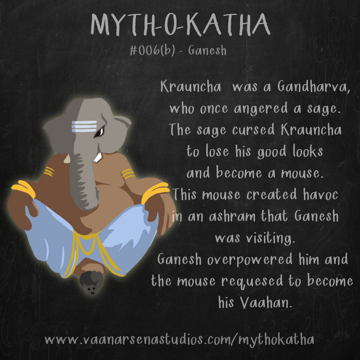 MYTH-O-KATHA
#006(b) - Ganesh
Krauncha was a Gandharva,
who once angered a sage.
The sage cursed Krauncha
to lose his good looks
and become a mouse.
This mouse created havoc
in an ashram that Ganesh
was visiting.
Ganesh overpowered him and
the mouse requesed to become
his Vaahan.
www.vaanarsenastudios.com/mythokatha